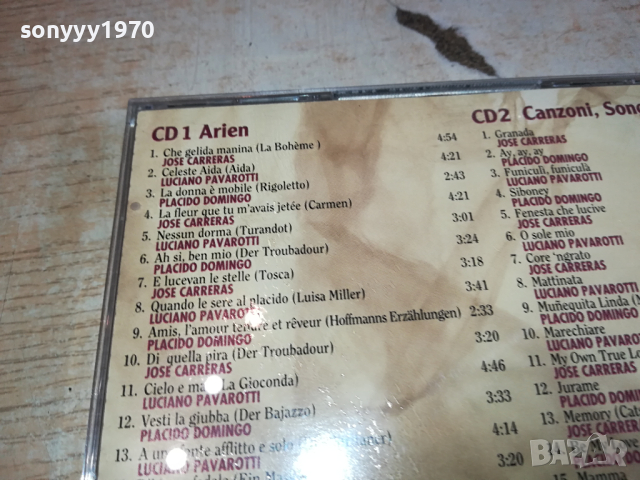 sonyyy1970
CD 1 Arien
1. Che gelida manina (La Bohème ) 4:54
JOSE CARRERAS
2. Celeste Aida (Aida) 4:21
LUCIANO PAVAROTTI
3. La donna è mobile (Rigoletto) 2:43
PLACIDO DOMINGO
4. La fleur que tu m'avais jetée (Carmen) 4:21
JOSE CARRERAS
5. Nessun dorma (Turandot) 3:01
LUCIANO PAVAROTTI
6. Ah si, ben mio (Der Troubadour) 3:24
PLACIDO DOMINGO
7. E lucevan le stelle (Tosca) 3:18
JOSE CARRERAS
8. Quando le sere al placido (Luisa Miller) 3:41
LUCIANO PAVAROTTI
9. Amis, l'amour tendre et rêveur (Hoffmanns Erzählungen) 2:33
PLACIDO DOMINGO
10. Di quella pira (Der Troubadour) 3:20
JOSE CARRERAS
11. Cielo e mar (La Gioconda) 4:46
LUCIANO PAVAROTTI
12. Vesti la giubba (Der Bajazzo) 3:33
PLACIDO DOMINGO
13. A un afflitto e solo 4:14
LUCIANO PAVAROTTI
3:20
CD2 Canzoni, Song
1. Granada
JOSE CARRERAS
2. Ay, ay, ay
PLACIDO DOMINGO
3. Funiculi, funiculà
LUCIANO PAVAROTTI
4. Siboney
PLACIDO DOMINGO
5. Fenesta che lucive
JOSE CARRERAS
6. O sole mio
LUCIANO PAVAROTTI
7. Core 'ngrato
JOSE CARRERAS
8. Mattinata
LUCIANO PAVAROTTI
9. Muñequita Linda (
PLACIDO DOMINGO
10. Marechiare
LUCIANO PAVAROTTI
11. My Own True Lo
JOSE CARRERAS
12. Jurame
PLACIDO DOMI
13. Memory (Ca
JOSE CARRER
15. Mamma
BAZAR